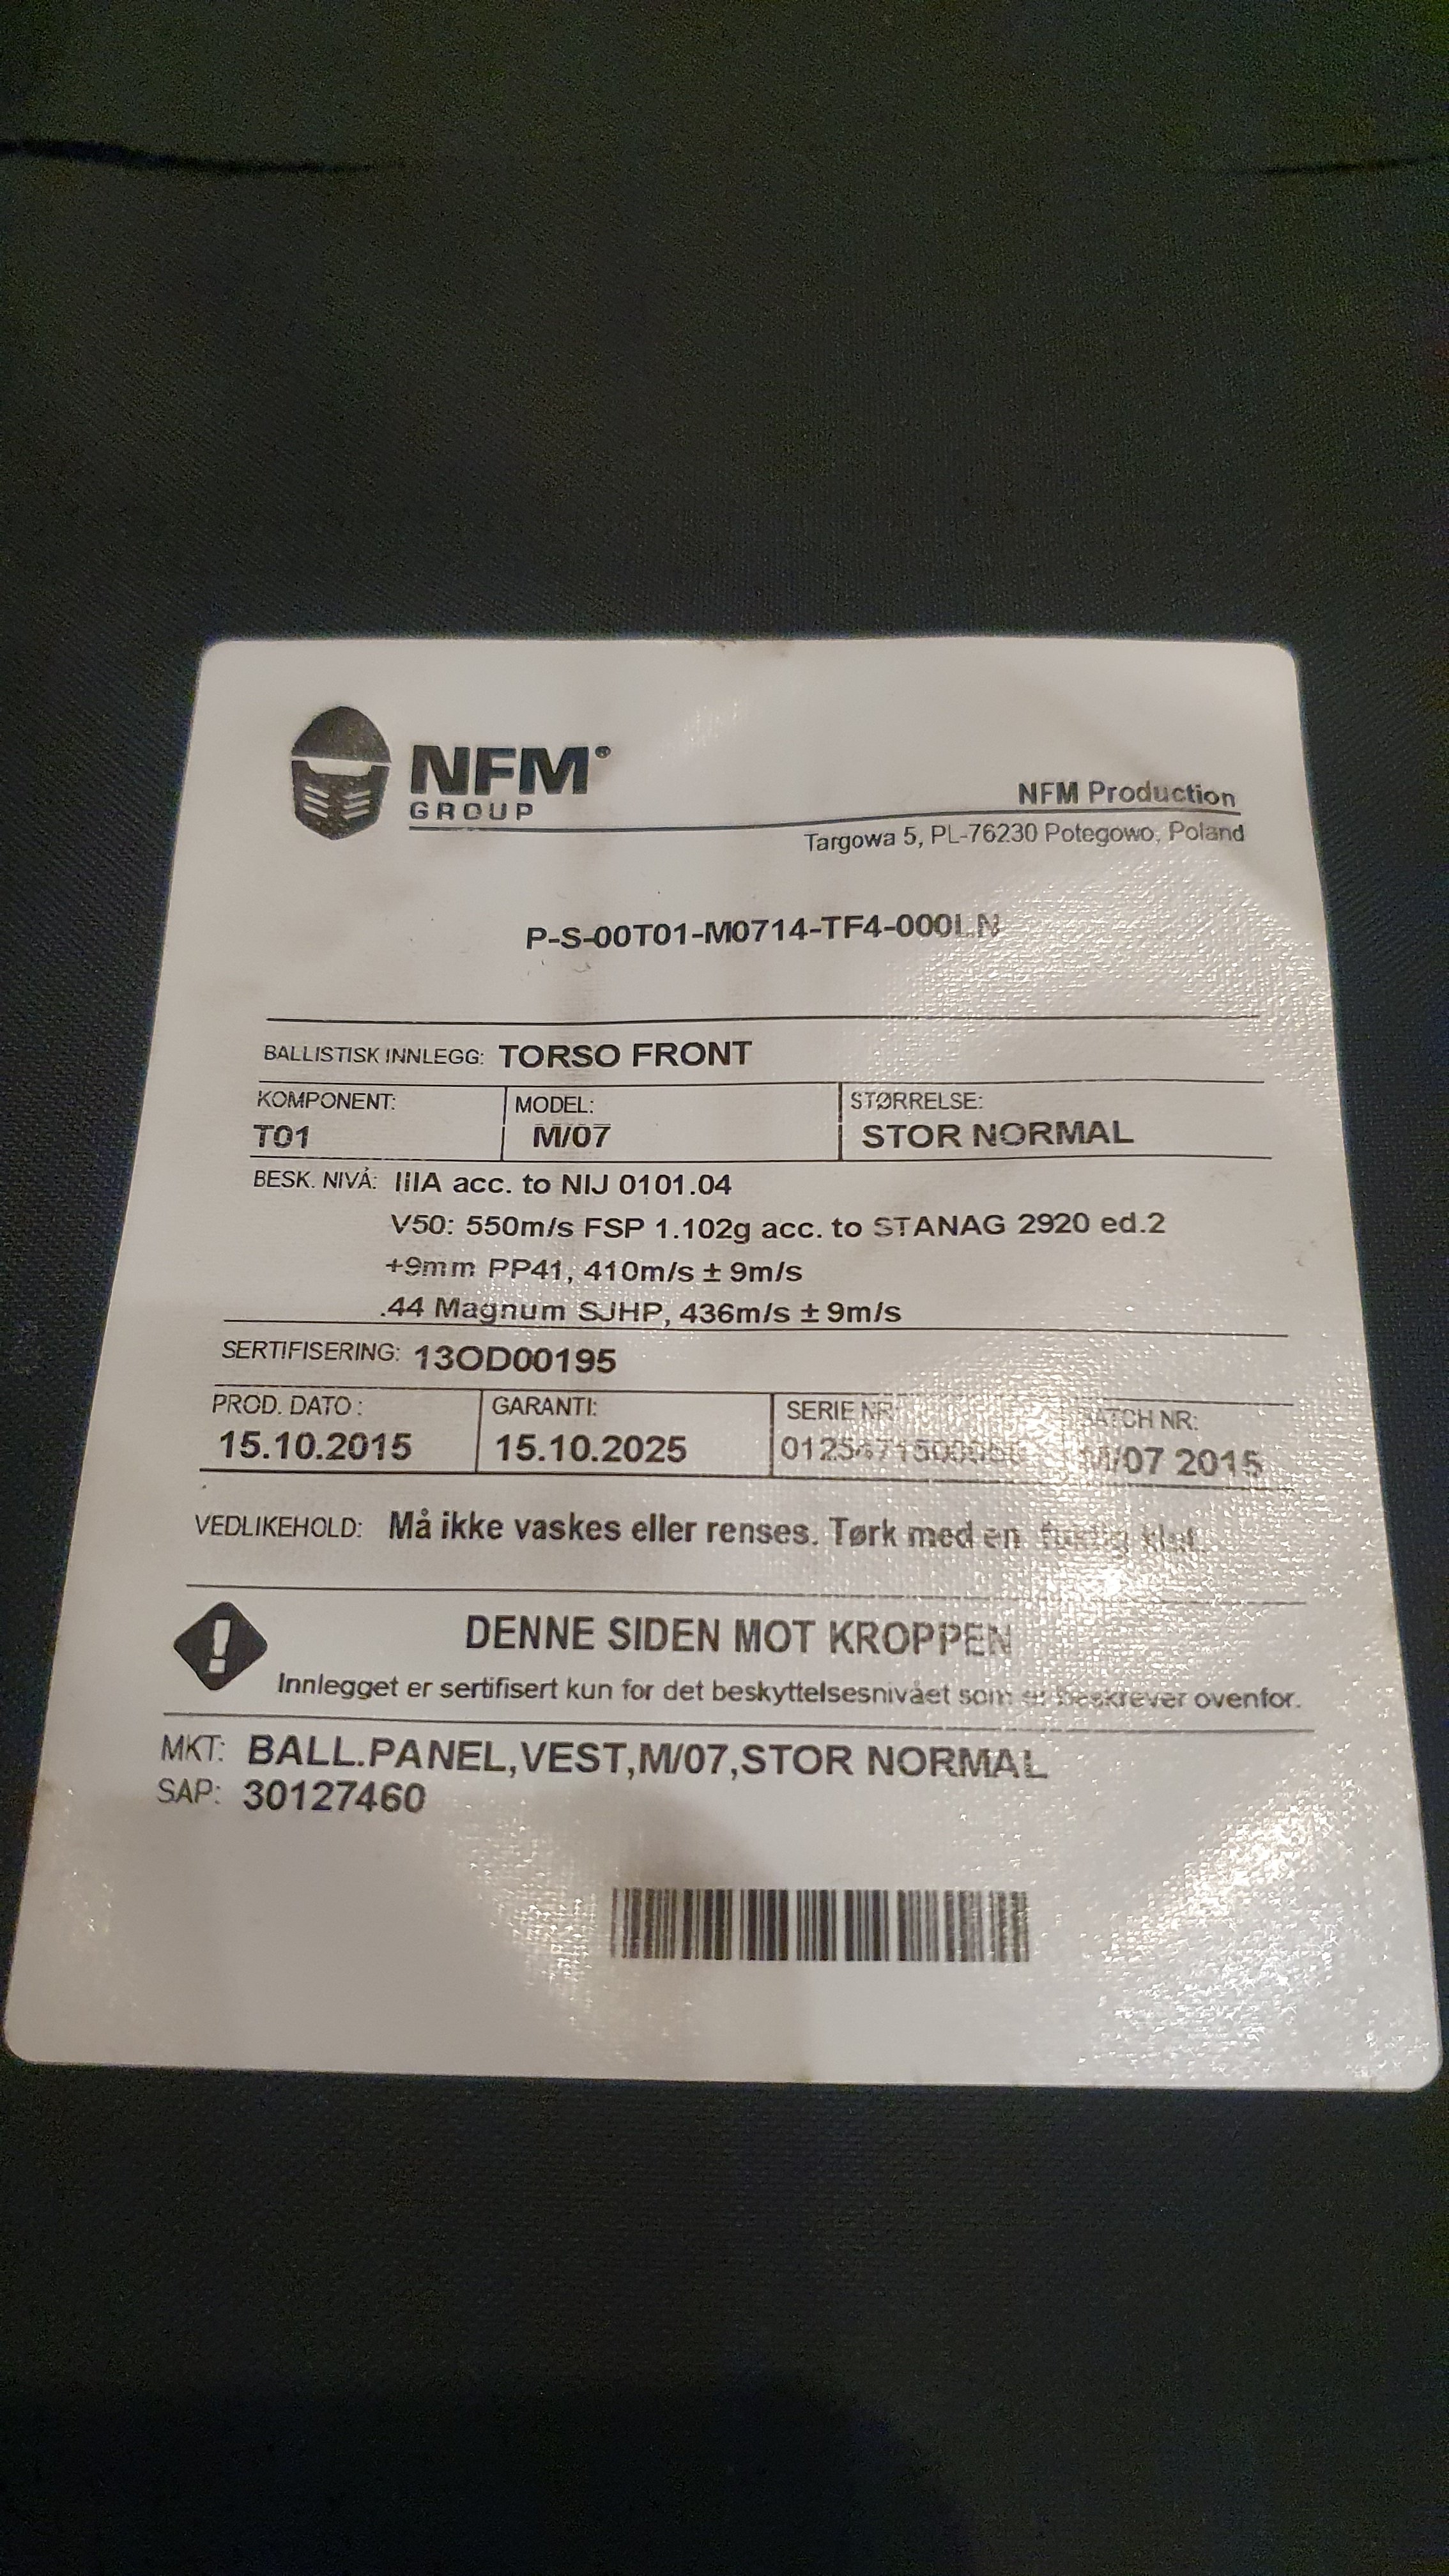 NFM®
GROUP
NFM Production
Targowa 5, PL-76230 Potegowo, Poland
P-S-00T01-M0714-TF4-000LN
BALLISTISK INNLEGG: TORSO FRONT
KOMPONENT: MODEL: STØRRELSE:
T01 M/07 STOR NORMAL
BESK. NIVÅ: IIIA acc. to NIJ 0101.04
V50: 550m/s FSP 1.102g acc. to STANAG 2920 ed.2
+9mm PP41, 410m/s ± 9m/s
.44 Magnum SJHP, 436m/s ± 9m/s
SERTIFISERING: 13OD00195
PROD. DATO: GARANTI: SERIE NR: BATCH NR:
15.10.2015 15.10.2025 M/07 2015
VEDLIKEHOLD: Må ikke vaskes eller renses. Tørk med en fuktig klut.
DENNE SIDEN MOT KROPPEN
Innlegget er sertifisert kun for det beskyttelsesnivået som beskrever ovenfor.
MKT: BALL.PANEL,VEST,M/07,STOR NORMAL
SAP: 30127460